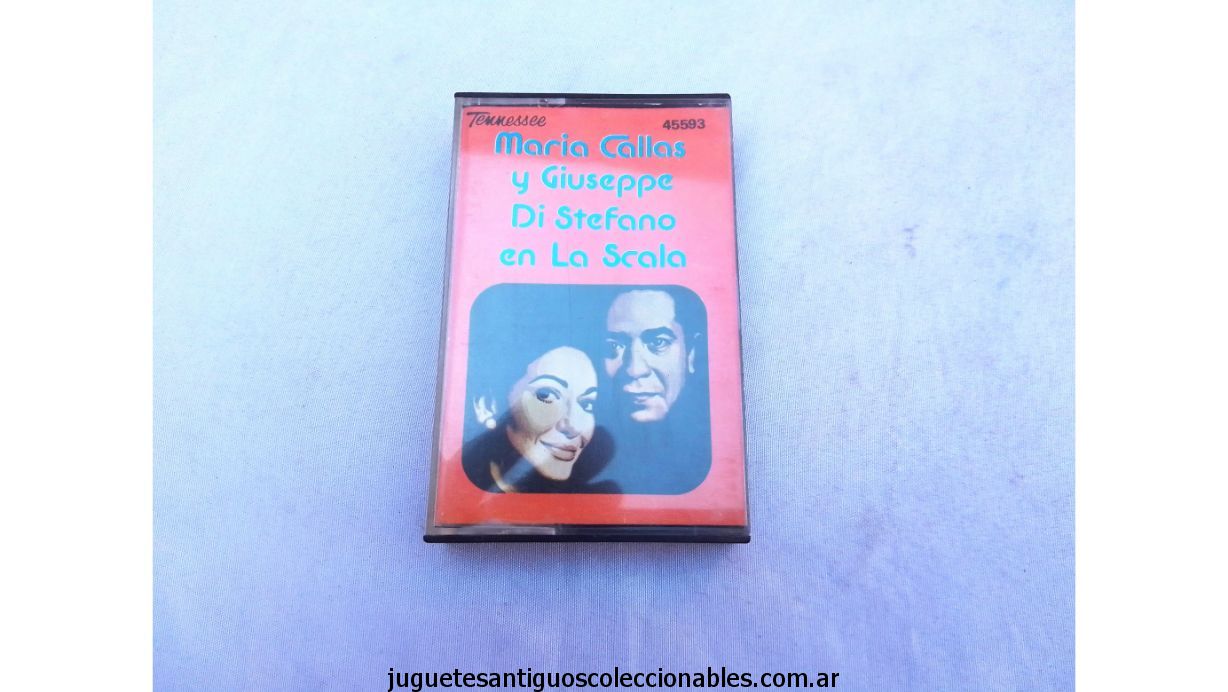 Tennessee
45593
Maria Callas
y Giuseppe
Di Stefano
en La Scala
juguetesantiguoscoleccionables.com.ar